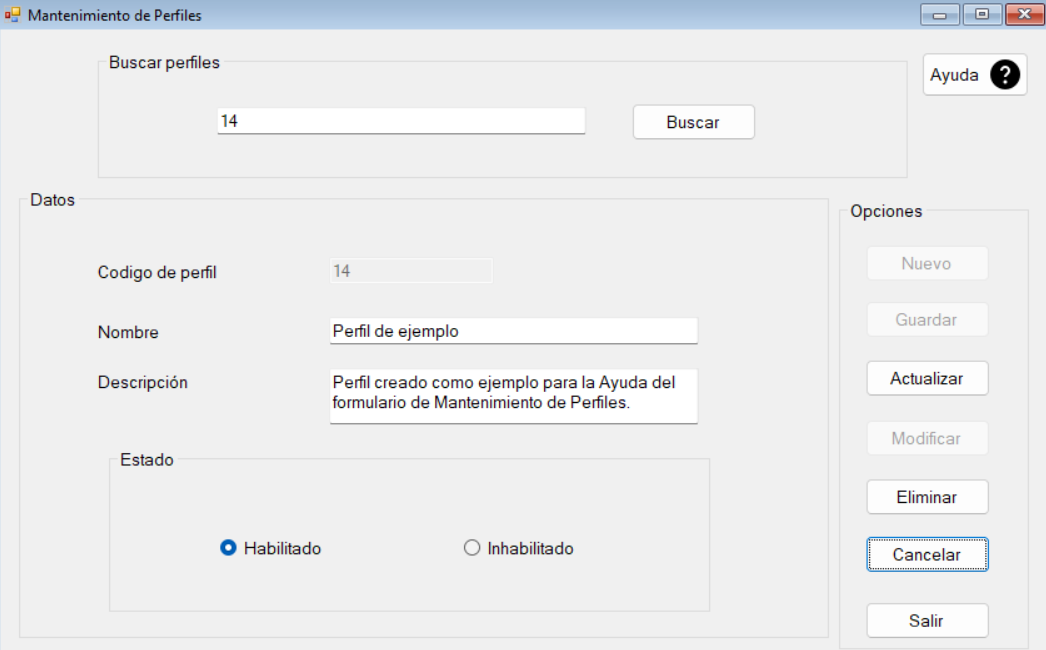 Mantenimiento de Perfiles
Buscar perfiles
Ayuda ?
14
Buscar
Datos
Opciones
Codigo de perfil
14
Nuevo
Nombre
Perfil de ejemplo
Guardar
Descripción
Perfil creado como ejemplo para la Ayuda del
formulario de Mantenimiento de Perfiles.
Actualizar
Modificar
Estado
Eliminar
Habilitado
Inhabilitado
Cancelar
Salir